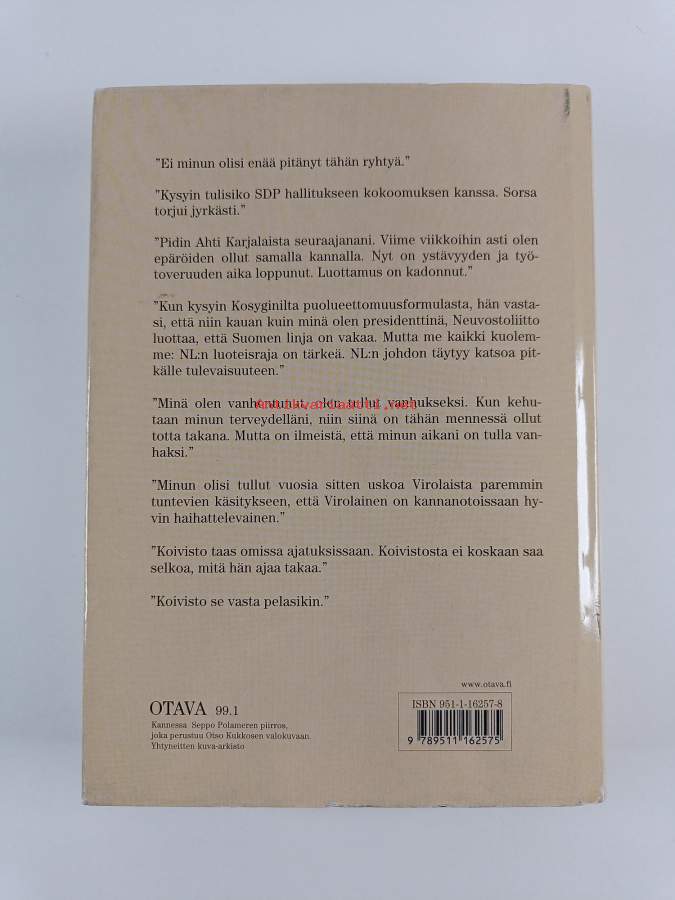 ”Ei minun olisi enää pitänyt tähän ryhtyä.”
”Kysyin tulisiko SDP hallitukseen kokoomuksen kanssa. Sorsa
torjui jyrkästi.”
”Pidin Ahti Karjalaista seuraajanani. Viime viikkoihin asti olen
epäröiden ollut samalla kannalla. Nyt on ystävyyden ja työ-
toveruuden aika loppunut. Luottamus on kadonnut.”
”Kun kysyin Kosyginilta puolueettomuusformulasta, hän vasta-
si, että niin kauan kuin minä olen presidenttinä, Neuvostoliitto
luottaa, että Suomen linja on vakaa. Mutta me kaikki kuolem-
me: NL:n luoteisraja on tärkeä. NL:n johdon täytyy katsoa pit-
källe tulevaisuuteen.”
”Minä olen vanhentunut, olen tullut vanhukseksi. Kun kehu-
Antikvariaatti.net
taan minun terveydelläni, niin siinä on tähän mennessä ollut
totta takana. Mutta on ilmeistä, että minun aikani on tulla van-
haksi.”
”Minun olisi tullut vuosia sitten uskoa Virolaista paremmin
tuntevien käsitykseen, että Virolainen on kannanotoissaan hy-
vin haihattelevainen.”
”Koivisto taas omissa ajatuksissaan. Koivistosta ei koskaan saa
selkoa, mitä hän ajaa takaa.”
”Koivisto se vasta pelasikin.”
www.otava.fi
OTAVA 99.1
Kannessa Seppo Polameren piirros,
joka perustuu Oiso Kukkosen valokuvaan.
Yhtyneitten kuva-arkisto
ISBN 951-1-16257-8
9 789511 162575